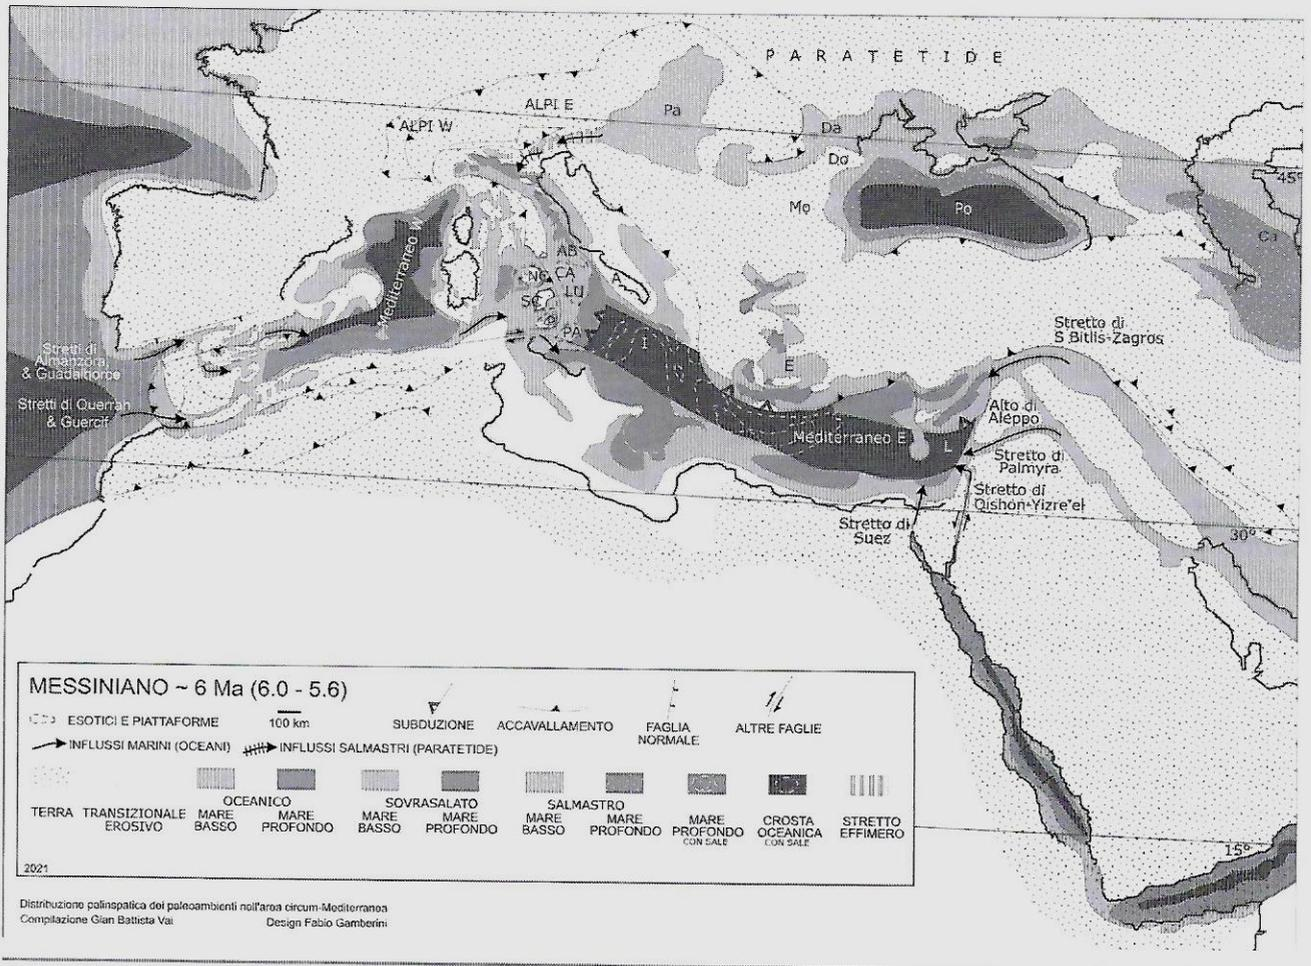 PARATETIDE
ALPI E
ALPI W
Pa
Da
Do
Mo
Po
Ca
45°
Mediterraneo W
AB
NC
CA
A
SC
LU
PA
I
E
Stretti di
Almanzora,
& Guadalhorce
Stretti di Querran
& Guercif
Stretto di
S Bitlis-Zagros
Alto di
Aleppo
Mediterraneo E
L
Stretto di
Palmyra
Stretto di
Qishon-Yizre'el
Stretto di
Suez
30°
15°
MESSINIANO ~ 6 Ma (6.0 - 5.6)
ESOTICI E PIATTAFORME
100 km
SUBDUZIONE
ACCAVALLAMENTO
FAGLIA
NORMALE
ALTRE FAGLIE
INFLUSSI MARINI (OCEANI)
INFLUSSI SALMASTRI (PARATETIDE)
OCEANICO
SOVRASALATO
SALMASTRO
TERRA
TRANSIZIONALE
EROSIVO
MARE
BASSO
MARE
PROFONDO
MARE
BASSO
MARE
PROFONDO
MARE
BASSO
MARE
PROFONDO
MARE
PROFONDO
CON SALE
CROSTA
OCEANICA
CON SALE
STRETTO
EFFIMERO
2021
Distribuzione palinspatica dei paleoambienti nell'area circum-Mediterranea
Compilazione Gian Battista Vai
Design Fabio Gamberini